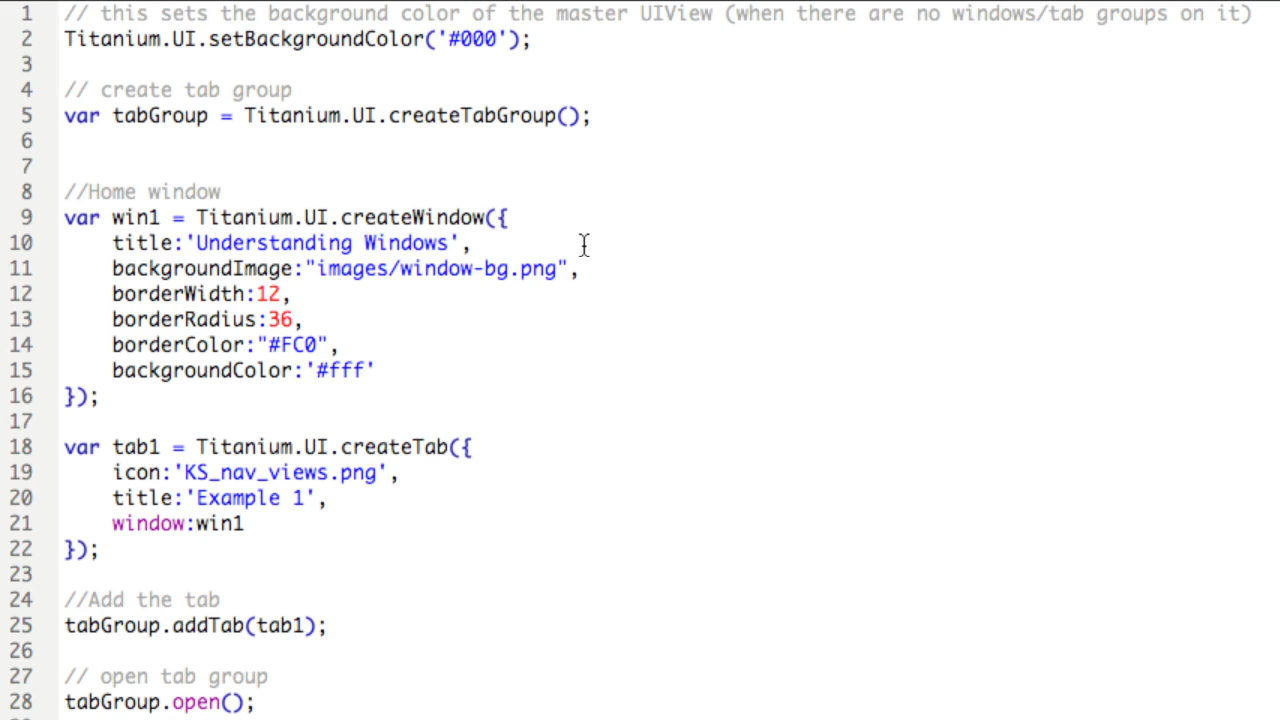 1 // this sets the background color of the master UIView (when there are no windows/tab groups on it)
2 Titanium.UI.setBackgroundColor('#000');
3
4 // create tab group
5 var tabGroup = Titanium.UI.createTabGroup();
6
7
8 //Home window
9 var win1 = Titanium.UI.createWindow({
10     title:'Understanding Windows',
11     backgroundImage:"images/window-bg.png",
12     borderWidth:12,
13     borderRadius:36,
14     borderColor:"#FC0",
15     backgroundColor:'#fff'
16 });
17
18 var tab1 = Titanium.UI.createTab({
19     icon:'KS_nav_views.png',
20     title:'Example 1',
21     window:win1
22 });
23
24 //Add the tab
25 tabGroup.addTab(tab1);
26
27 // open tab group
28 tabGroup.open();